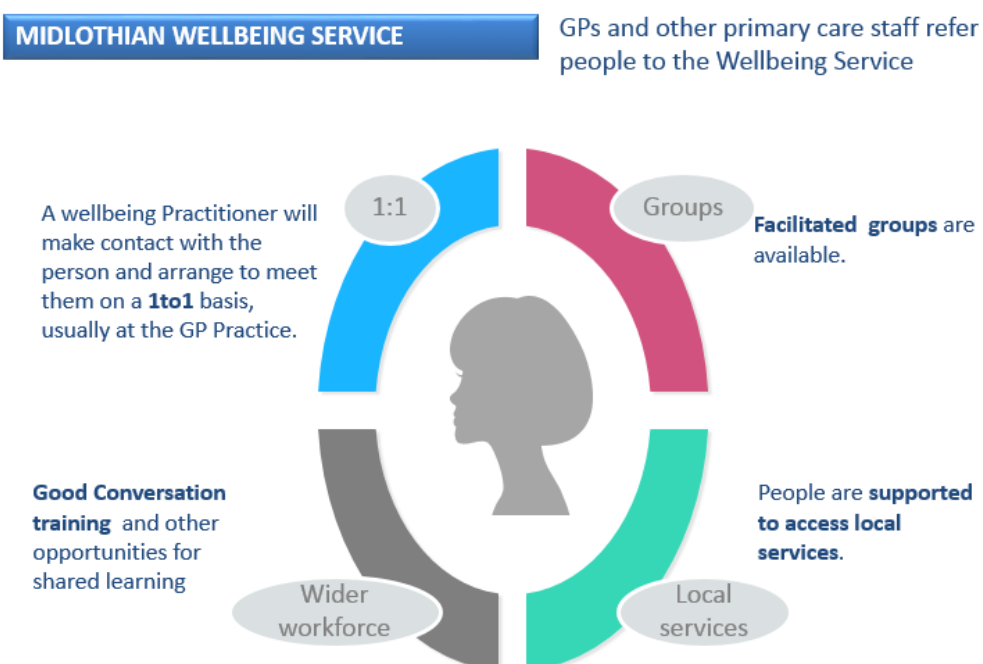 MIDLOTHIAN WELLBEING SERVICE
GPs and other primary care staff refer
people to the Wellbeing Service
1:1
A wellbeing Practitioner will
make contact with the
person and arrange to meet
them on a 1to1 basis,
usually at the GP Practice.
Groups
Facilitated groups are
available.
Good Conversation
training and other
opportunities for
shared learning
Wider
workforce
People are supported
to access local
services.
Local
services